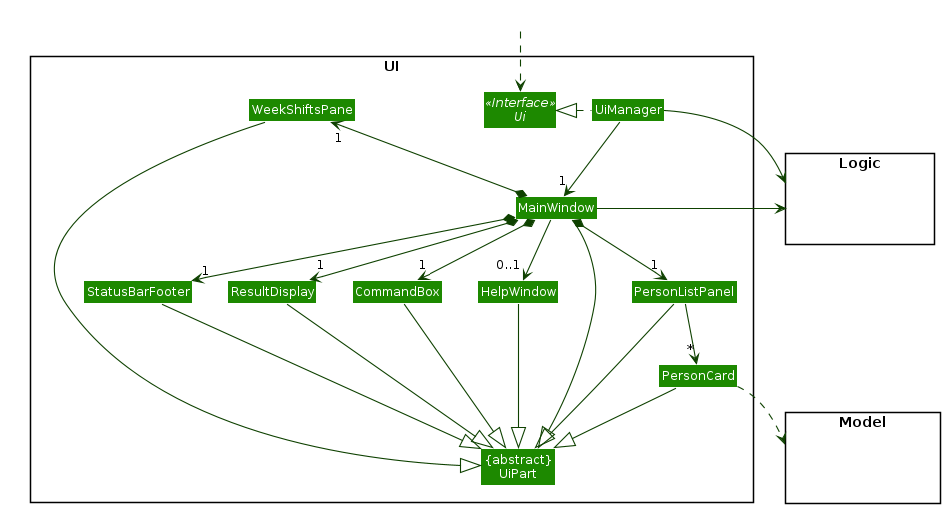 UI
WeekShiftsPane
«Interface»
Ui
UiManager
1
1
Logic
MainWindow
1
1
1
0..1
1
StatusBarFooter
ResultDisplay
CommandBox
HelpWindow
PersonListPanel
*
PersonCard
Model
{abstract}
UiPart